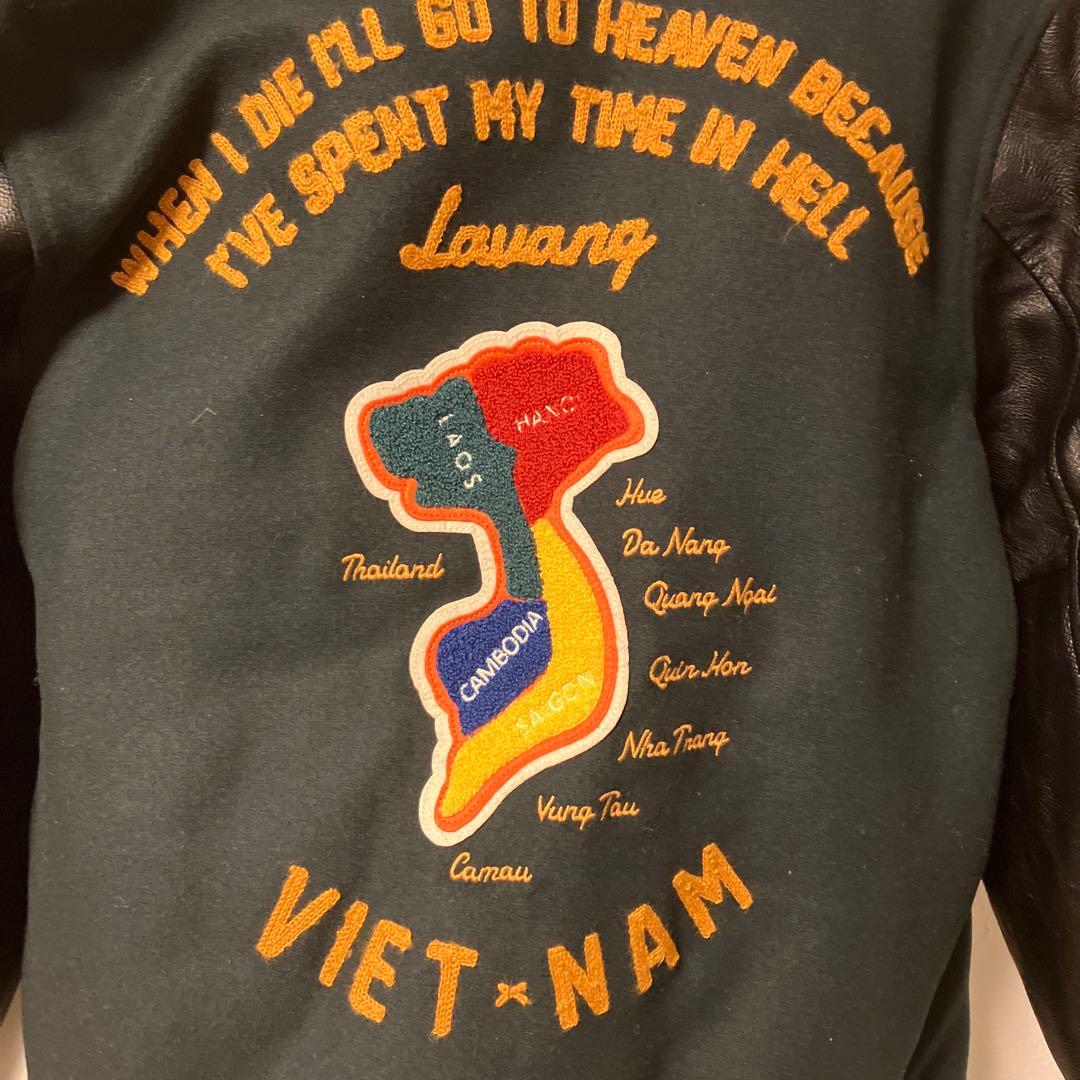 WHEN I DIE I'LL GO TO HEAVEN BECAUSE
I'VE SPENT MY TIME IN HELL
Lauang
HANOI
LAOS
Hue
Da Nang
Thailand
Quang Ngai
CAMBODIA
Quin Hon
SAIGON
Nha Trang
Vung Tau
Camau
VIET × NAM